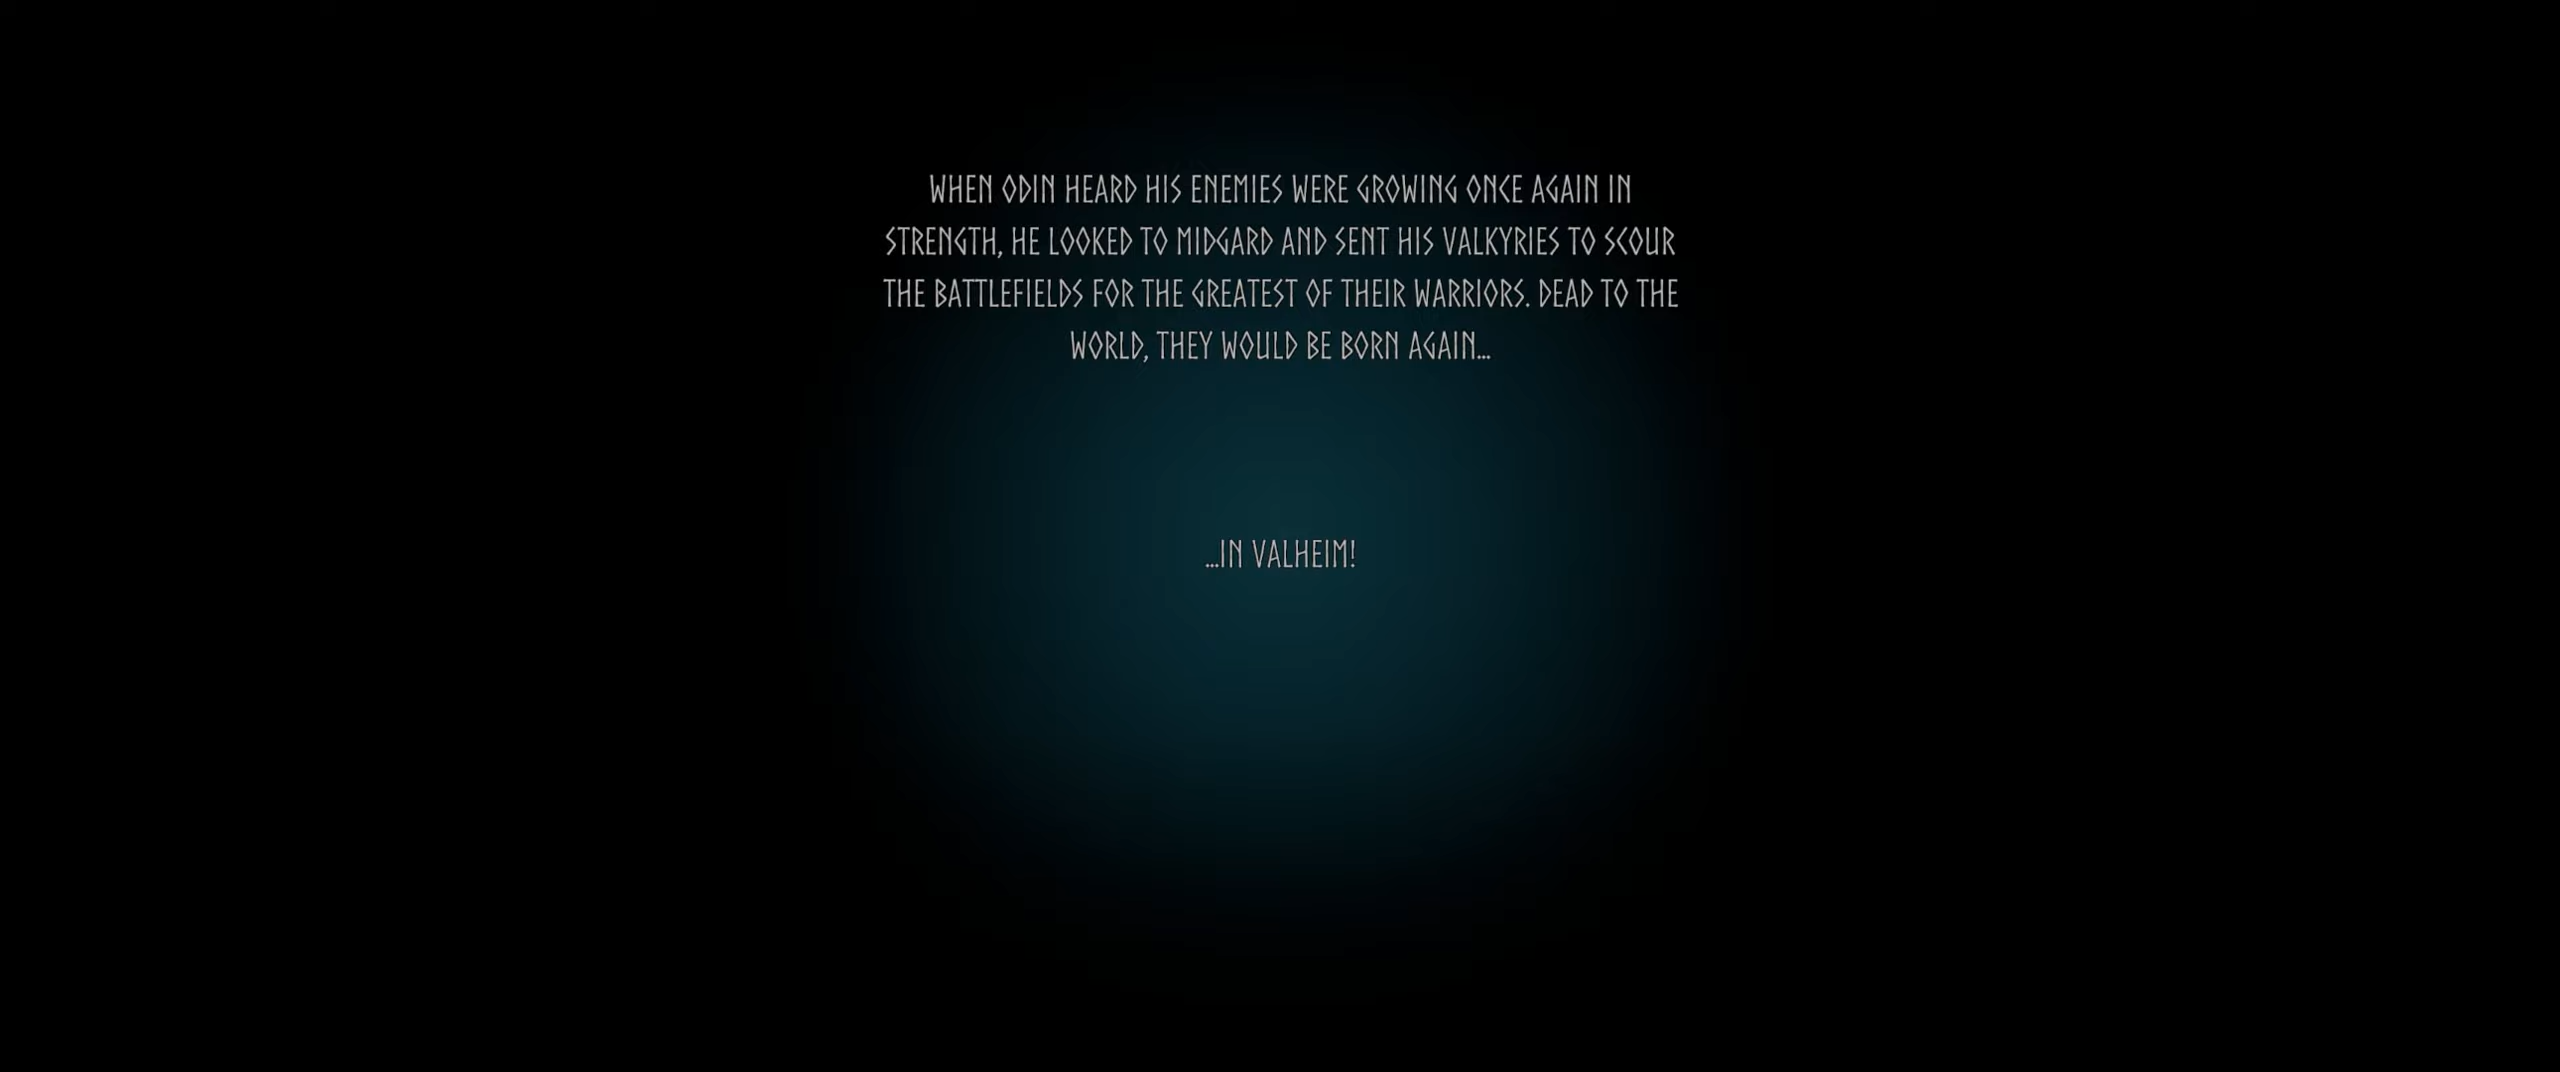 WHEN ODIN HEARD HIS ENEMIES WERE GROWING ONCE AGAIN IN
STRENGTH, HE LOOKED TO MIDGARD AND SENT HIS VALKYRIES TO SCOUR
THE BATTLEFIELDS FOR THE GREATEST OF THEIR WARRIORS. DEAD TO THE
WORLD, THEY WOULD BE BORN AGAIN...
...IN VALHEIM!